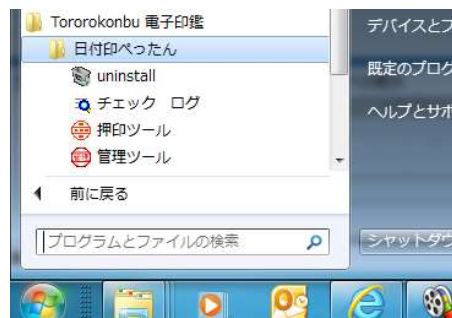 Tororokonbu 電子印鑑
日付印ぺったん
uninstall
チェック ログ
押印ツール
管理ツール
前に戻る
プログラムとファイルの検索
デバイスとプ
既定のプログ
ヘルプとサポ
シャットダウ